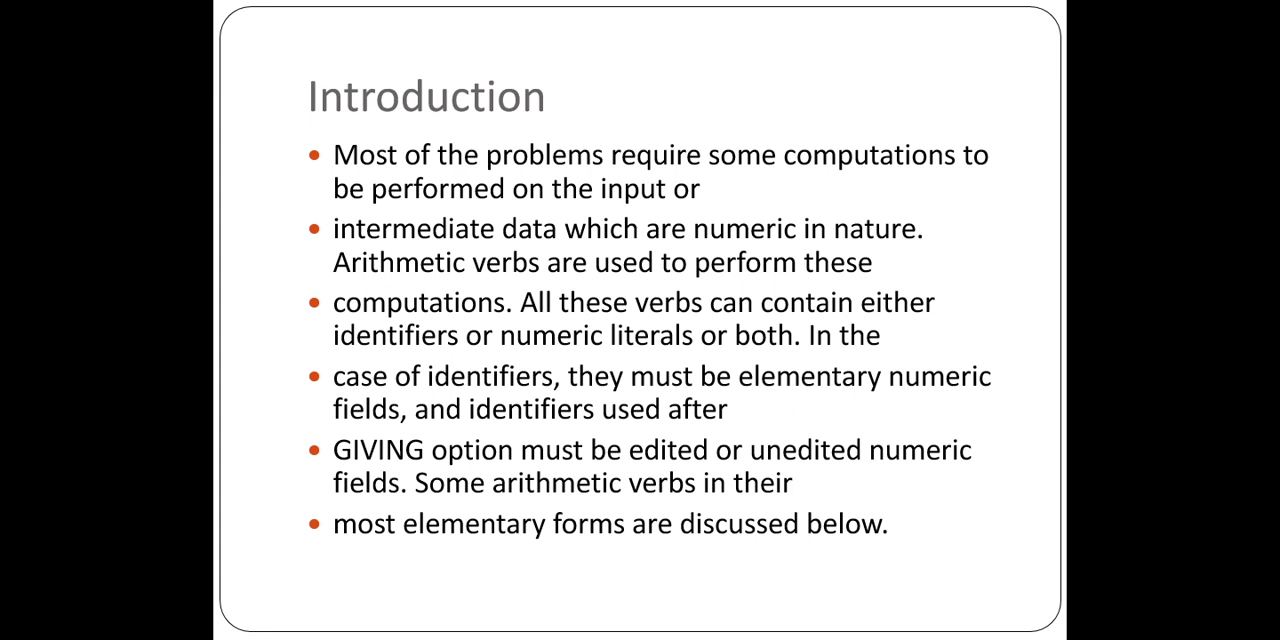 Introduction
• Most of the problems require some computations to
be performed on the input or
• intermediate data which are numeric in nature.
Arithmetic verbs are used to perform these
• computations. All these verbs can contain either
identifiers or numeric literals or both. In the
• case of identifiers, they must be elementary numeric
fields, and identifiers used after
• GIVING option must be edited or unedited numeric
fields. Some arithmetic verbs in their
• most elementary forms are discussed below.